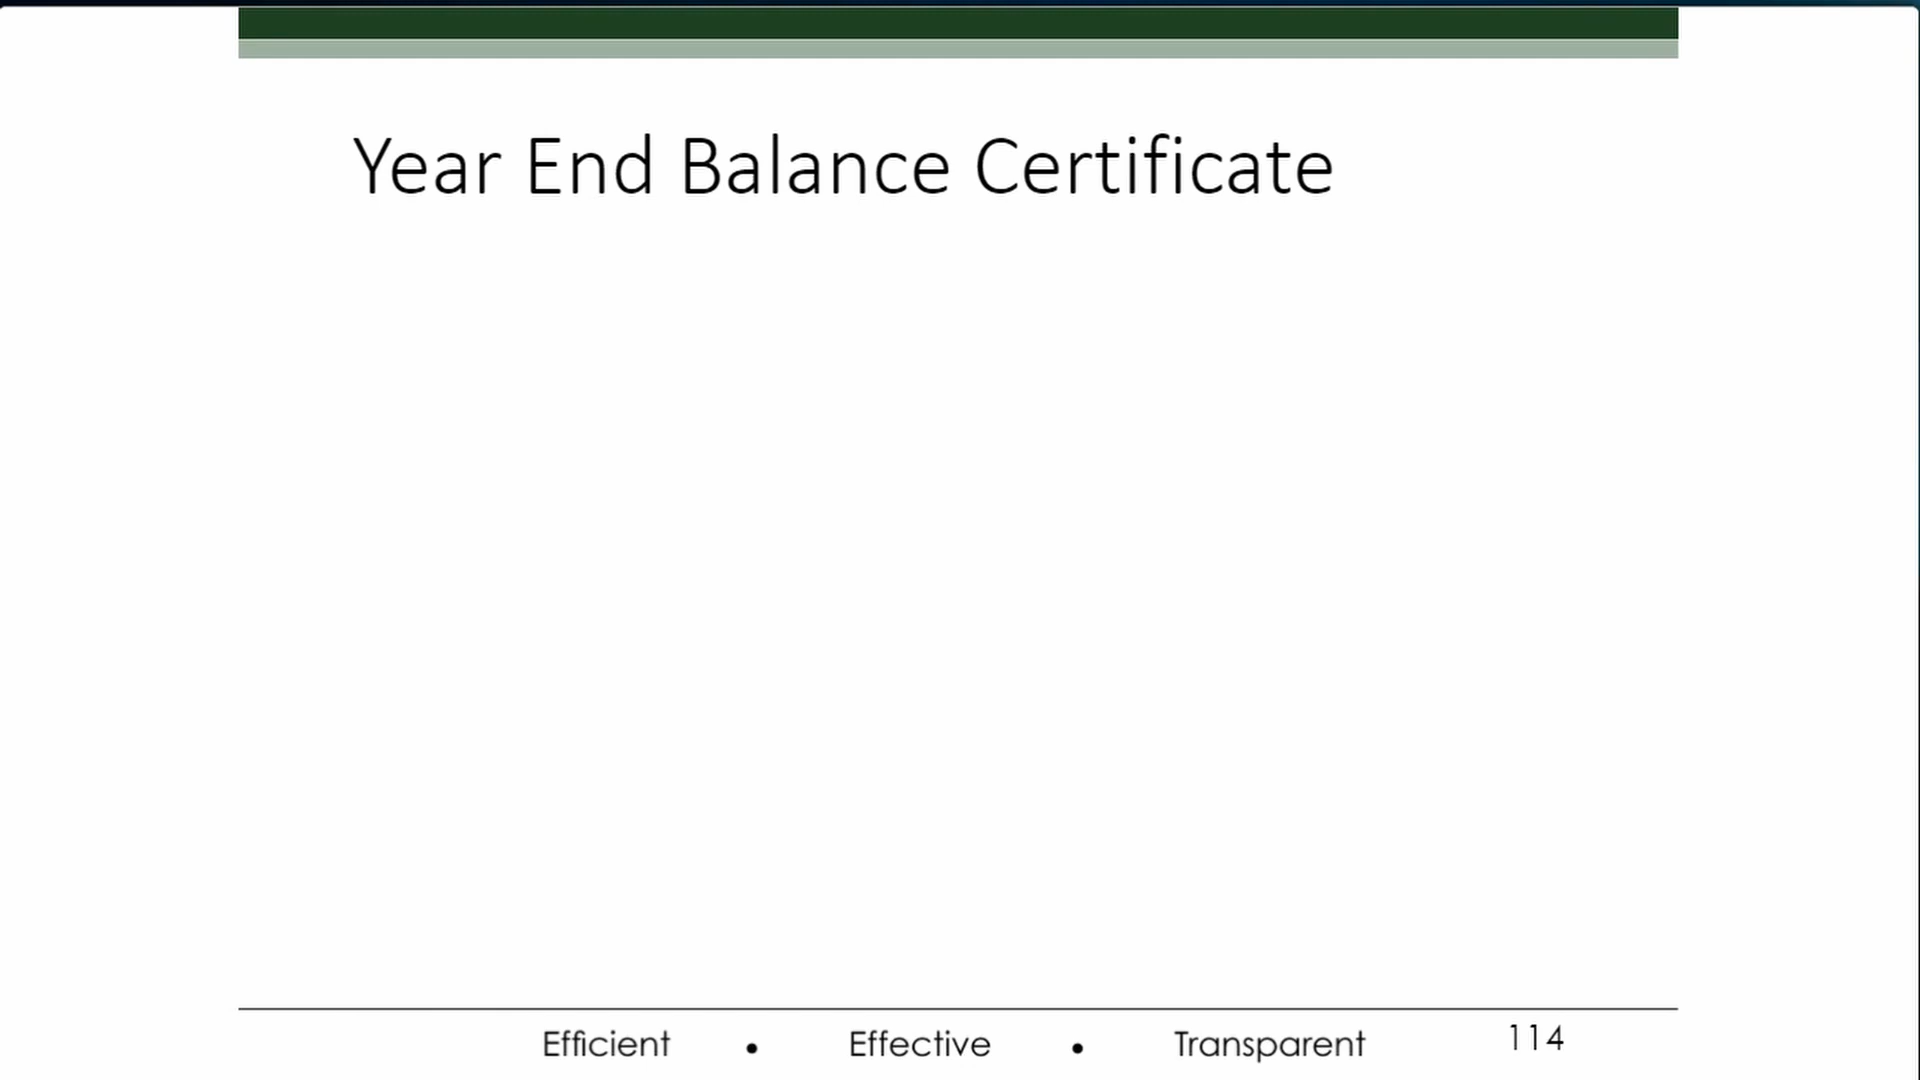 Year End Balance Certificate
Efficient • Effective • Transparent 114